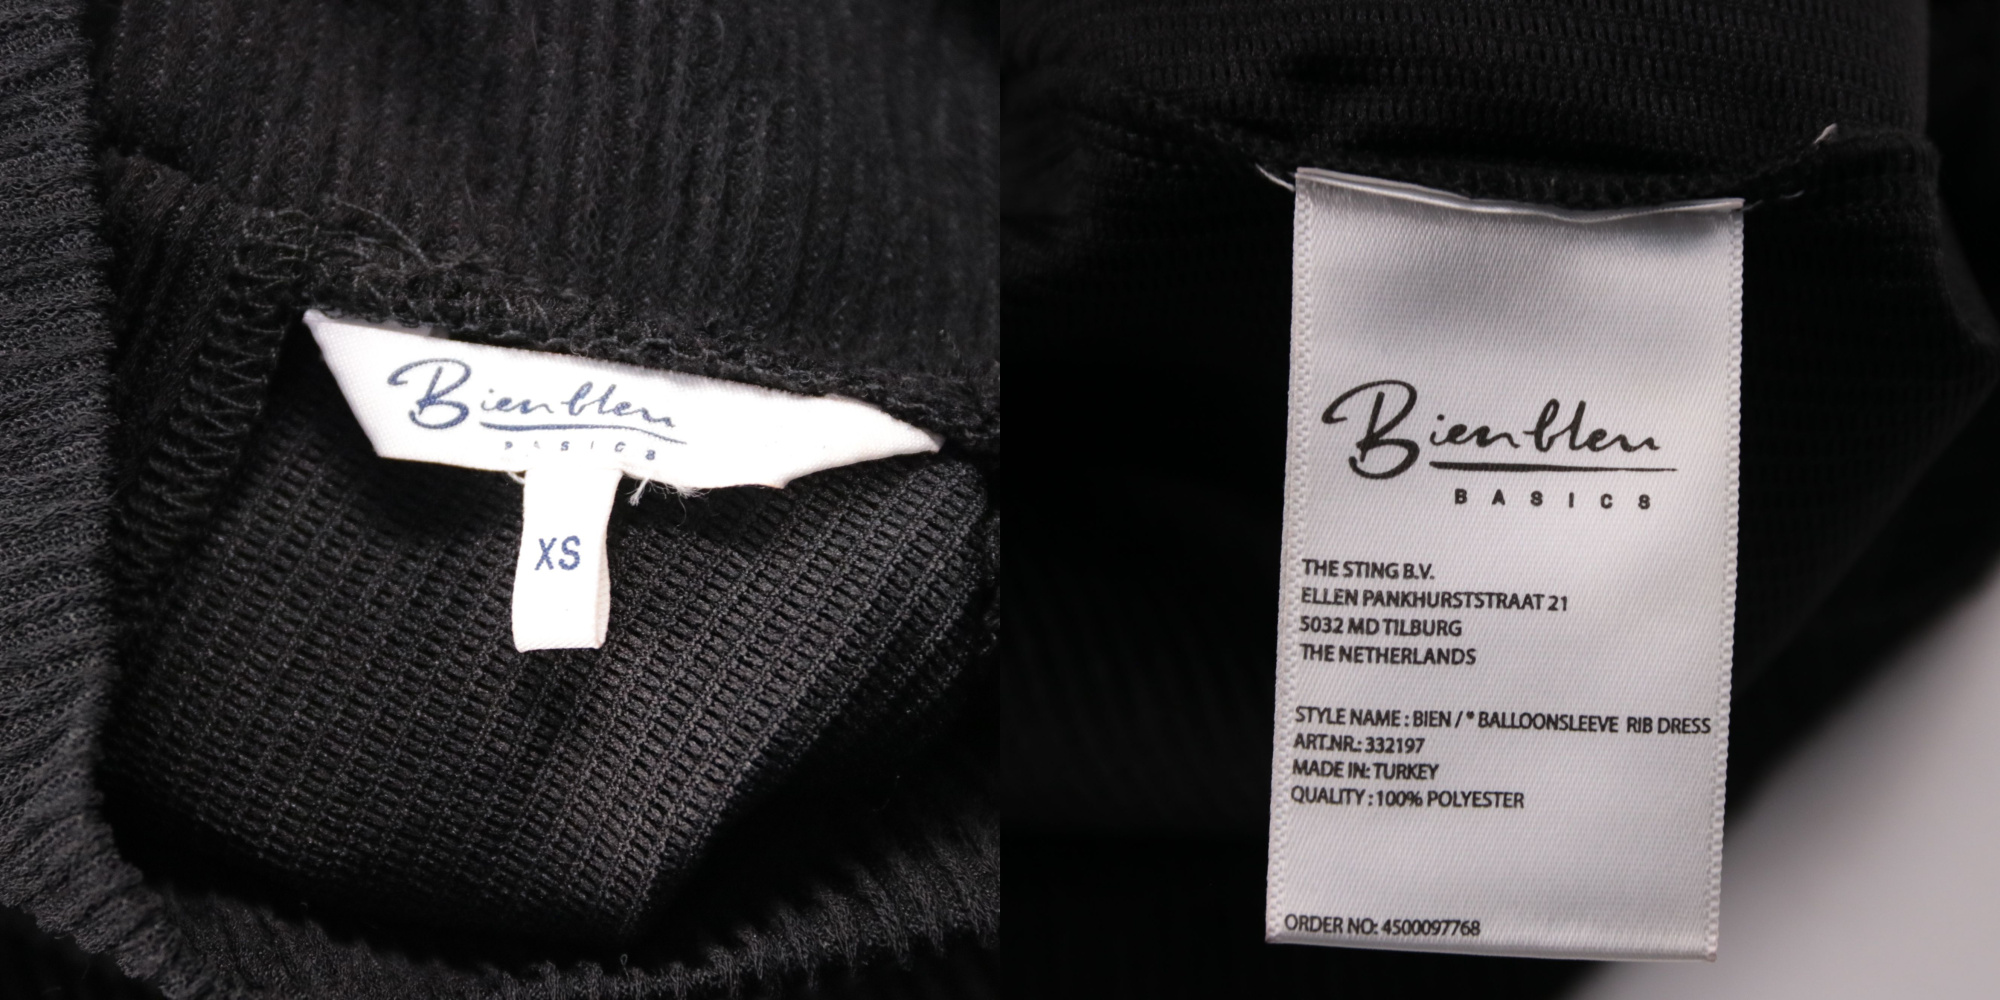 Bienbleu
BASICS
XS
Bienbleu
BASICS
THE STING B.V.
ELLEN PANKHURSTSTRAAT 21
5032 MD TILBURG
THE NETHERLANDS
STYLE NAME : BIEN / * BALLOONSLEEVE RIB DRESS
ART.NR.: 332197
MADE IN: TURKEY
QUALITY : 100% POLYESTER
ORDER NO: 4500097768